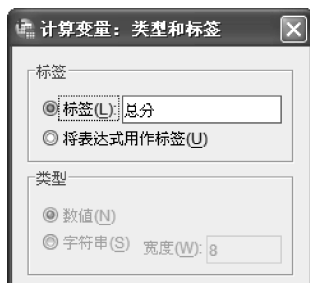 计算变量：类型和标签
标签
标签(L): 总分
将表达式用作标签(U)
类型
数值(N)
字符串(S) 宽度(W): 8